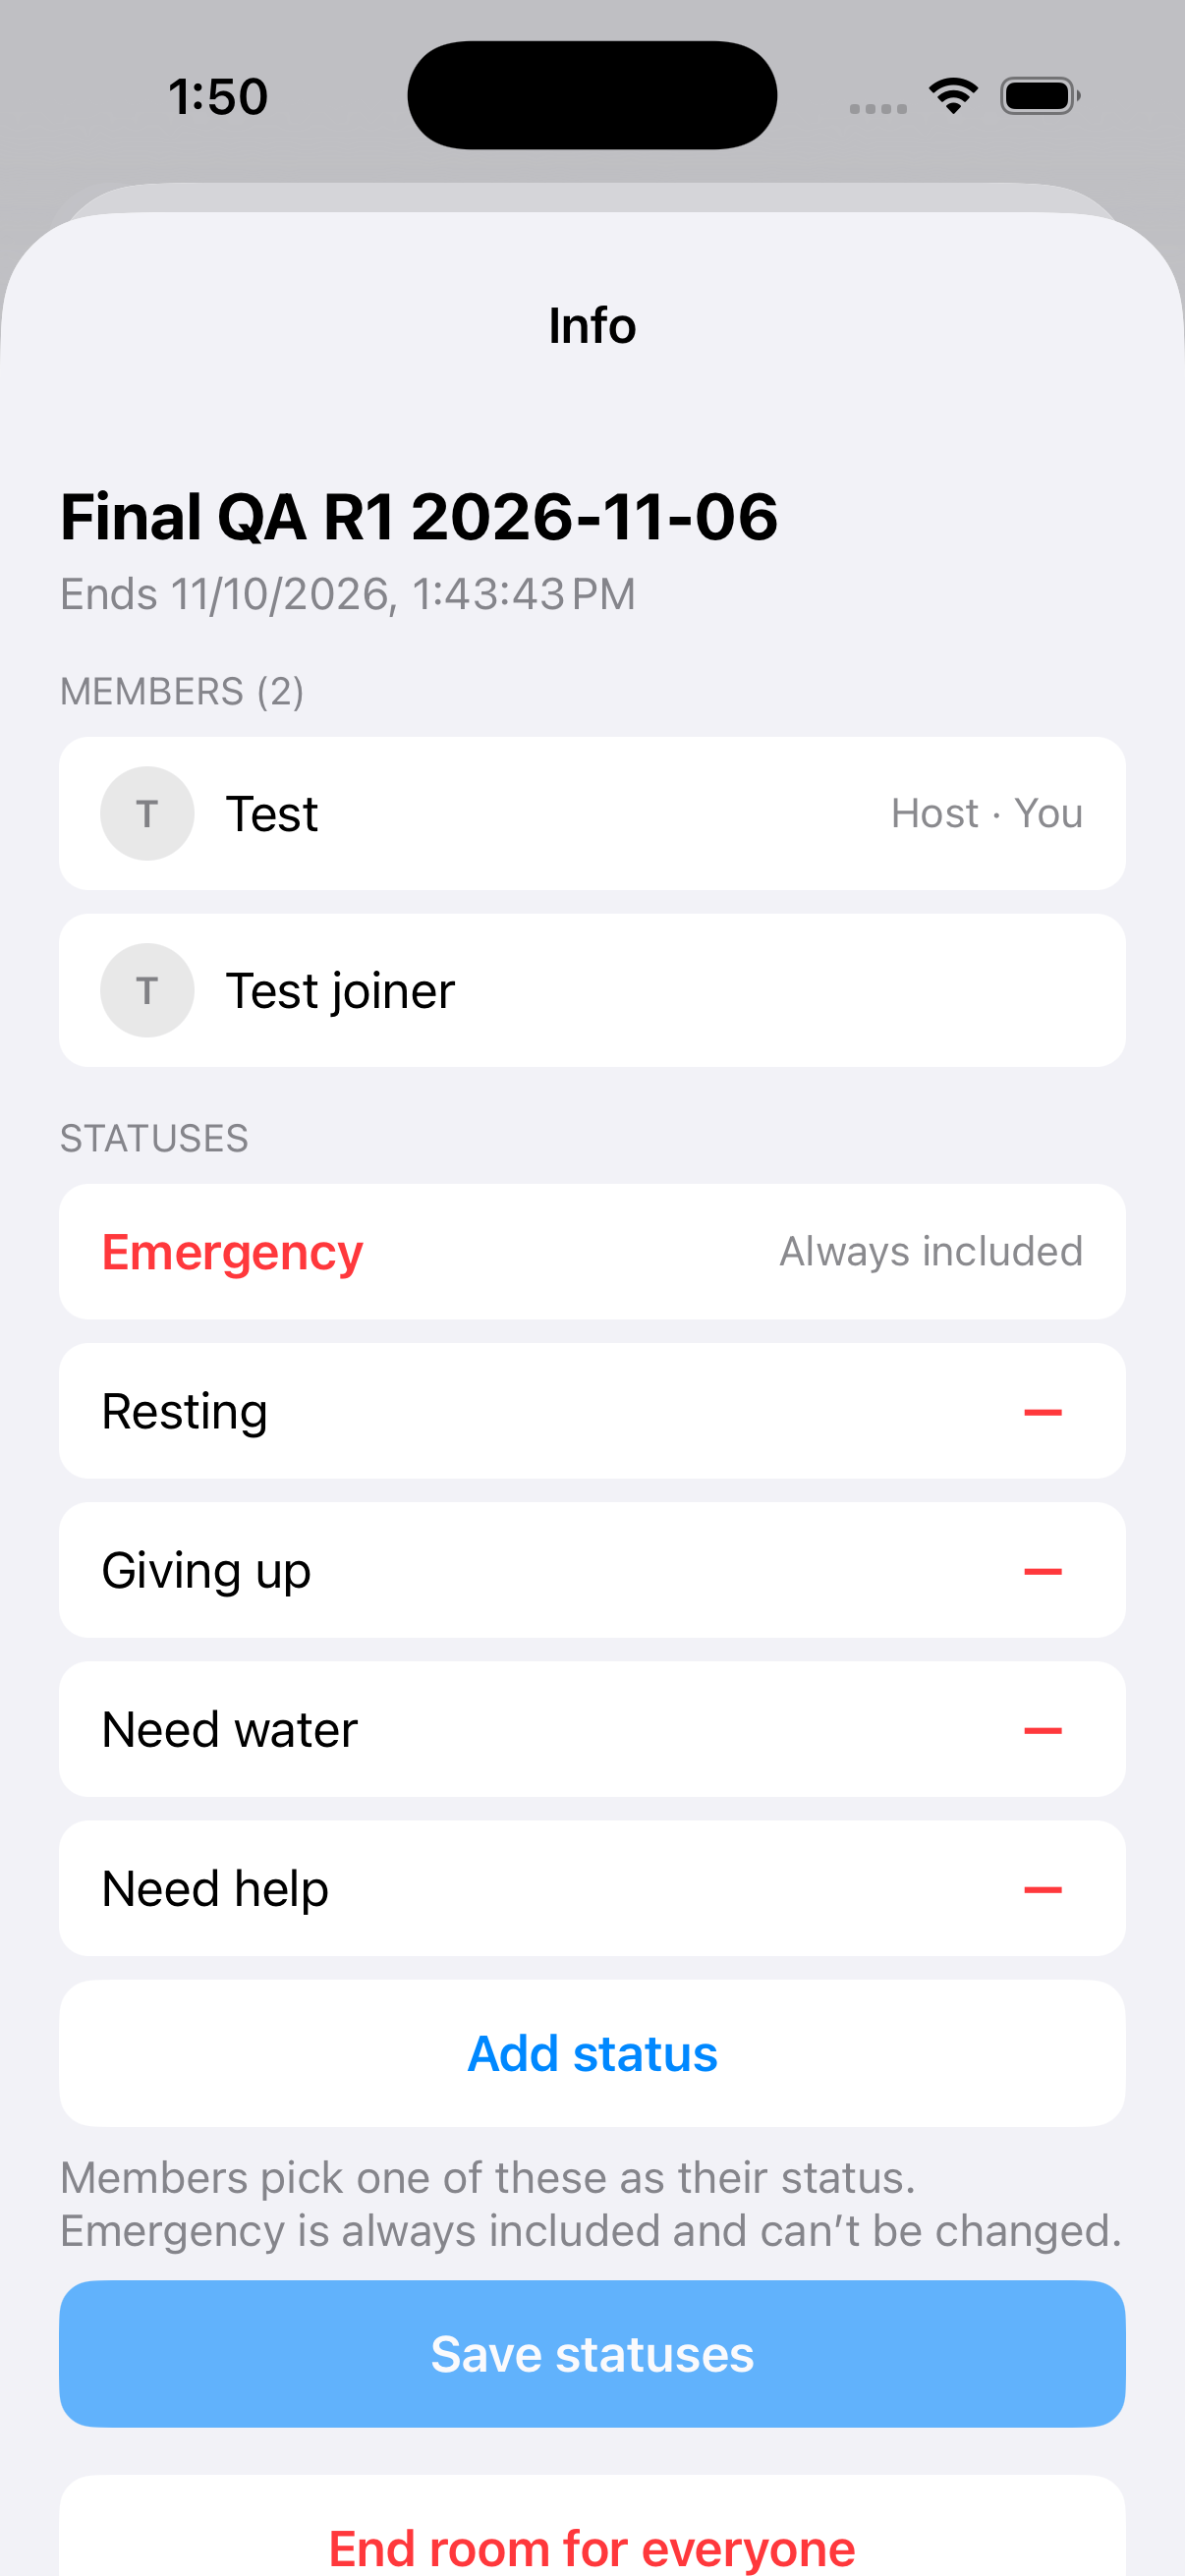 1:50
Info
Final QA R1 2026-11-06
Ends 11/10/2026, 1:43:43 PM
MEMBERS (2)
T Test Host · You
T Test joiner
STATUSES
Emergency Always included
Resting
Giving up
Need water
Need help
Add status
Members pick one of these as their status.
Emergency is always included and can’t be changed.
Save statuses
End room for everyone